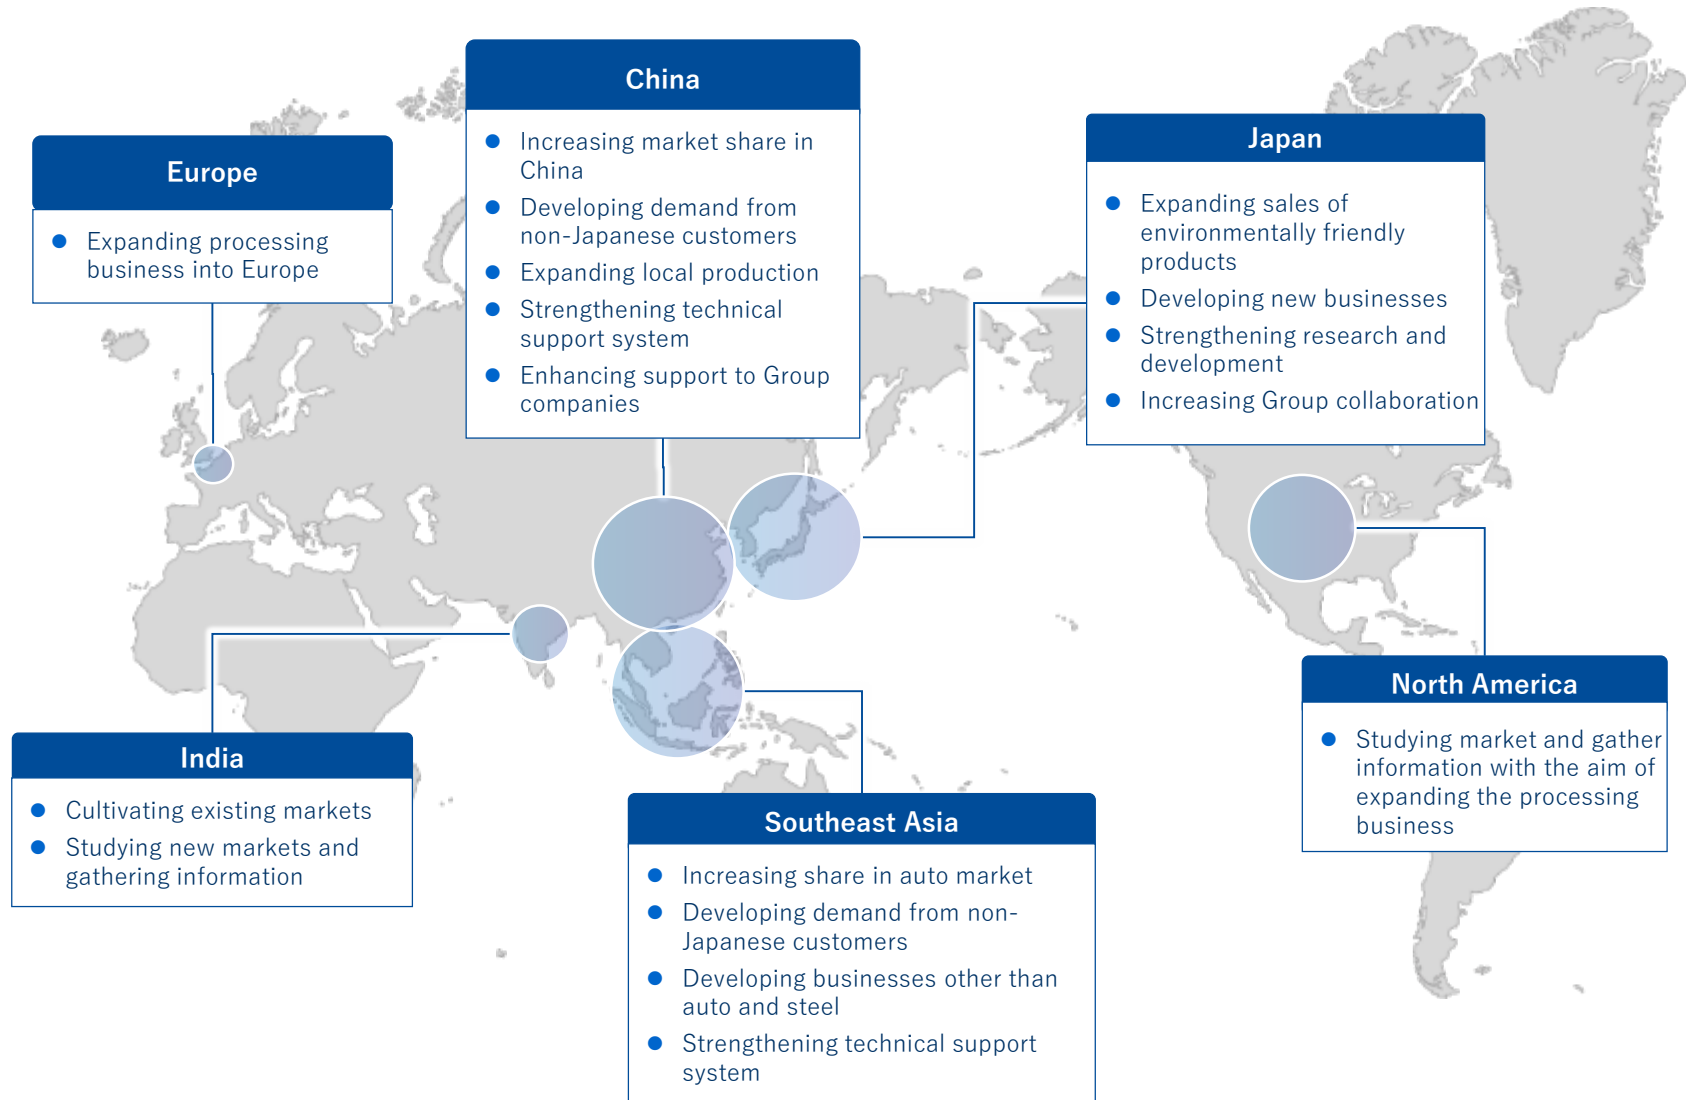 China
Increasing market share in
China
Developing demand from
non-Japanese customers
Expanding local production
Strengthening technical
support system
Enhancing support to Group
companies
Europe
Expanding processing
business into Europe
Japan
Expanding sales of
environmentally friendly
products
Developing new businesses
Strengthening research and
development
Increasing Group collaboration
India
Cultivating existing markets
Studying new markets and
gathering information
Southeast Asia
Increasing share in auto market
Developing demand from non-
Japanese customers
Developing businesses other than
auto and steel
Strengthening technical support
system
North America
Studying market and gather
information with the aim of
expanding the processing
business